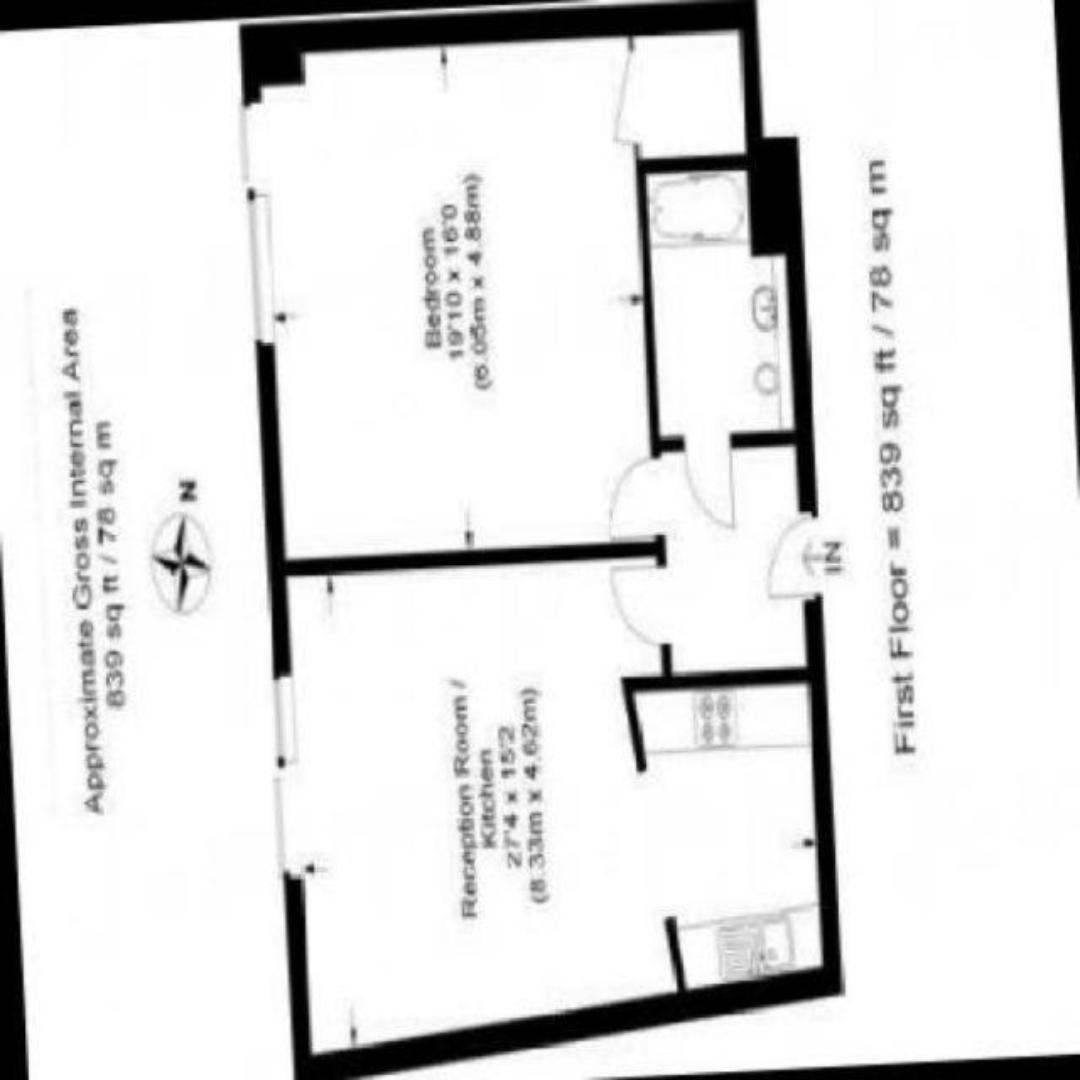 Approximate Gross Internal Area
839 sq ft / 78 sq m
N
Bedroom
19'10 x 16'0
(6.05m x 4.88m)
Reception Room /
Kitchen
27'4 x 15'2
(8.33m x 4.62m)
IN
First Floor = 839 sq ft / 78 sq m